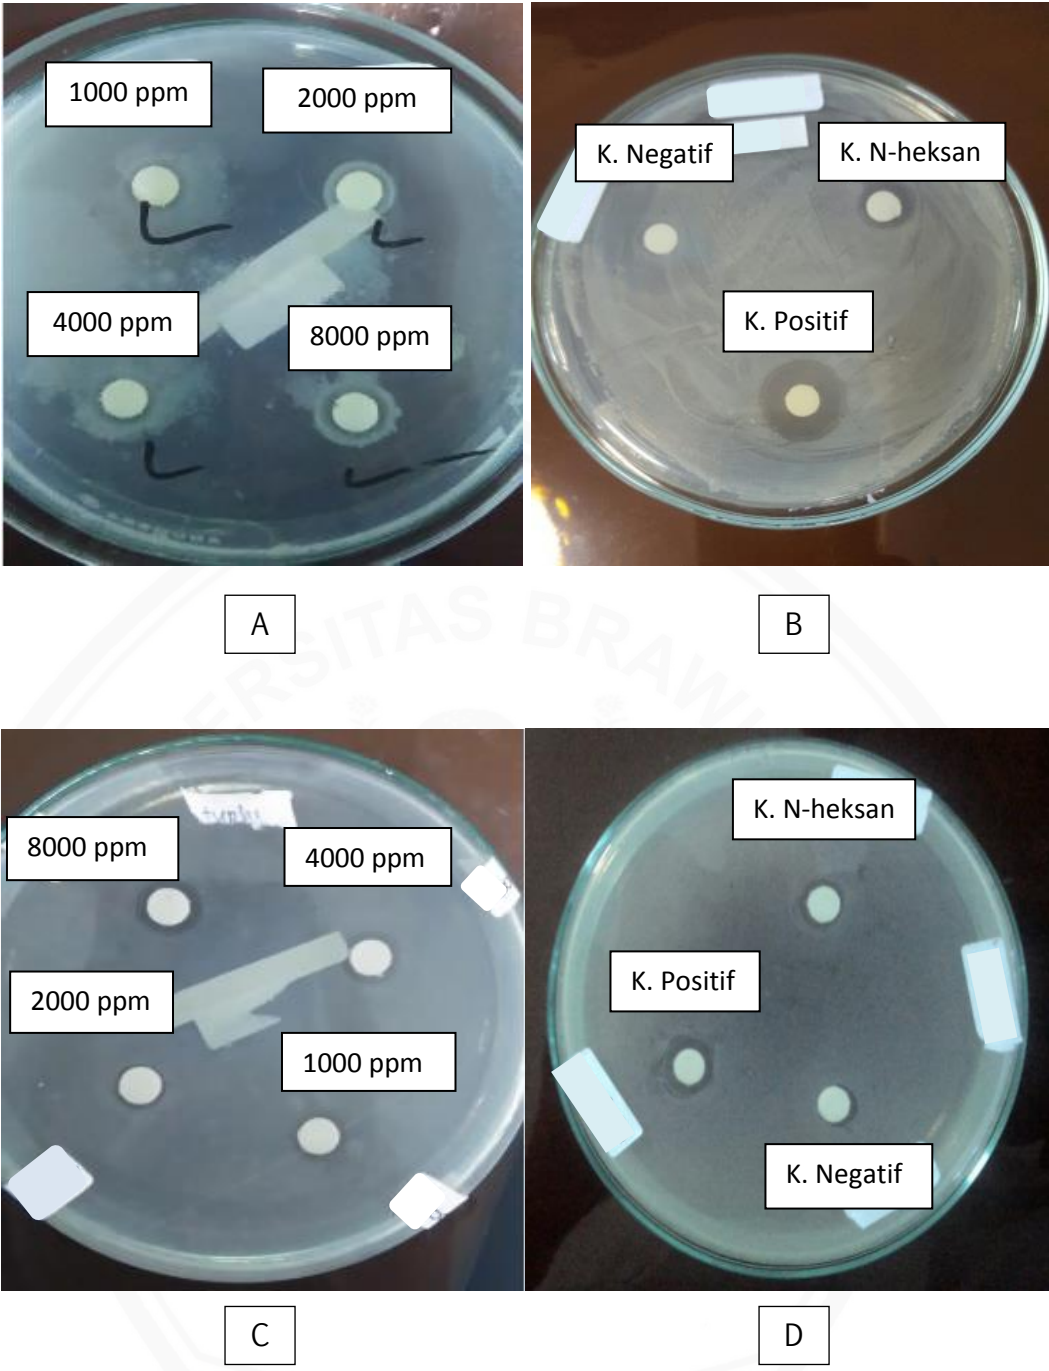 1000 ppm
2000 ppm
4000 ppm
8000 ppm
K. Negatif
K. N-heksan
K. Positif
A
B
8000 ppm
4000 ppm
2000 ppm
1000 ppm
K. N-heksan
K. Positif
K. Negatif
C
D